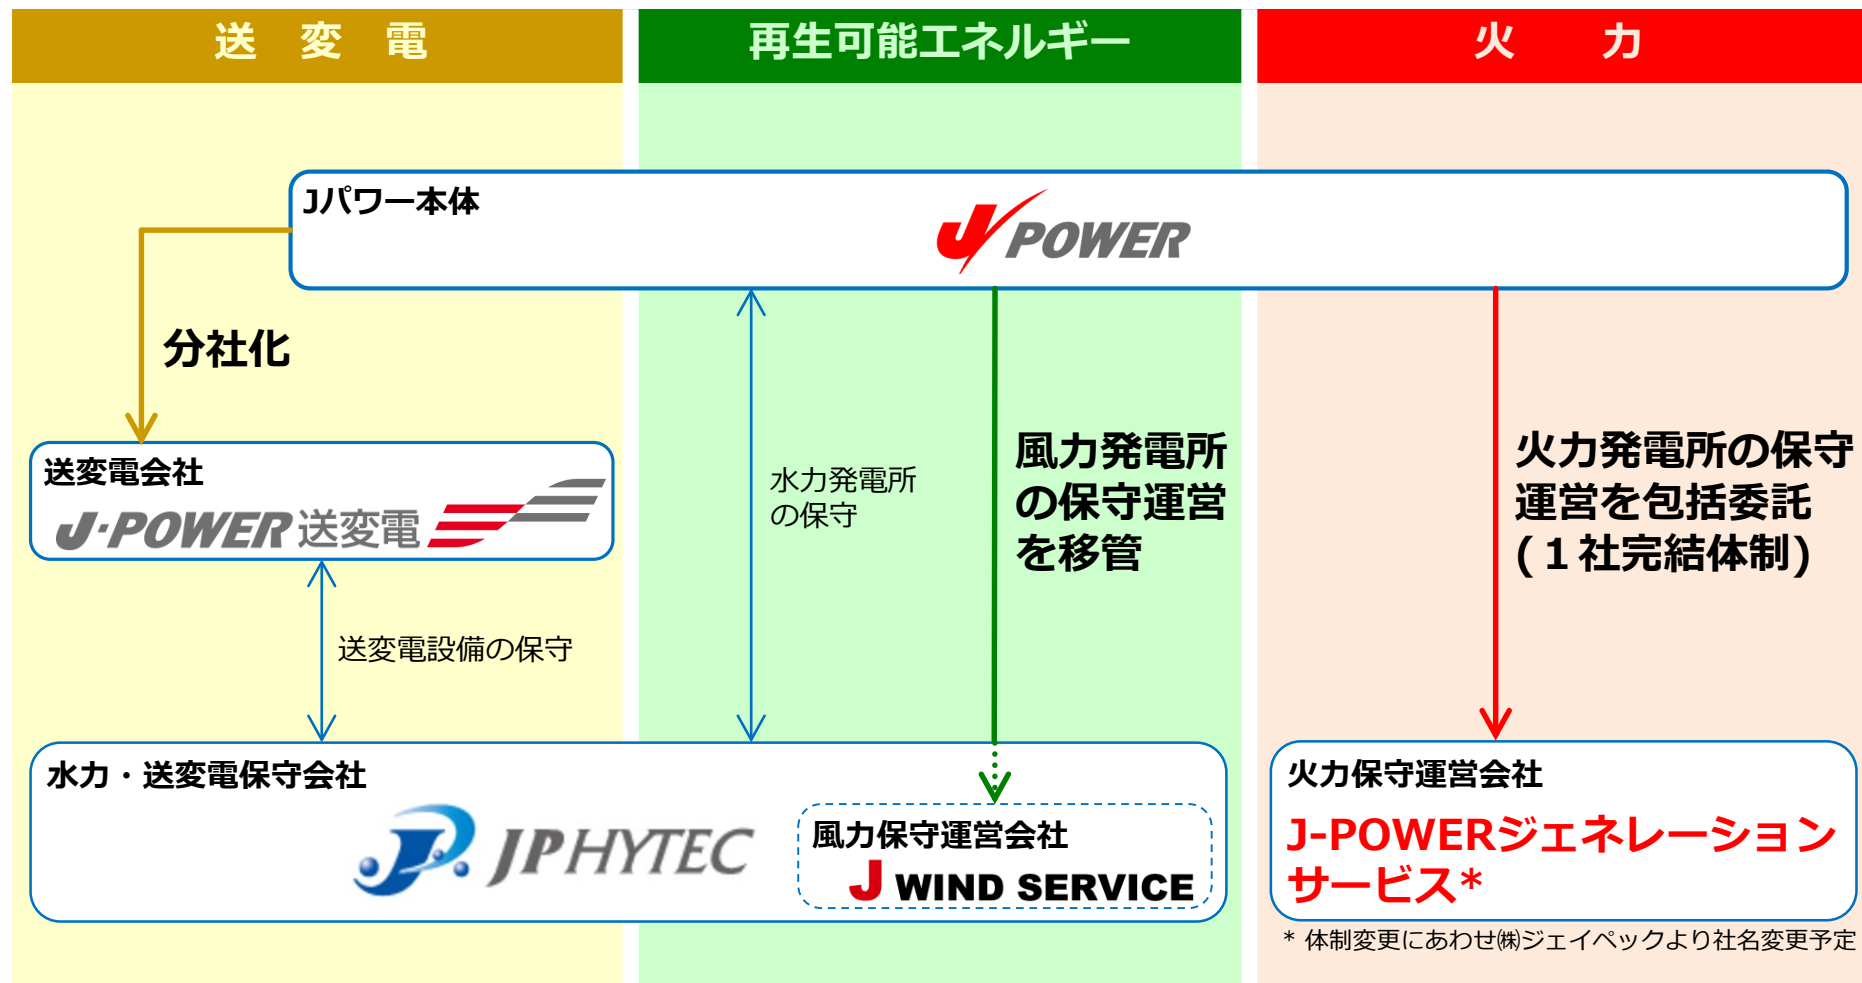 送 変 電
再生可能エネルギー
火 力
Jパワー本体
J POWER
分社化
送変電会社
J-POWER 送変電
送変電設備の保守
水力発電所
の保守
風力発電所
の保守運営
を移管
火力発電所の保守
運営を包括委託
(１社完結体制)
水力・送変電保守会社
JP HYTEC
風力保守運営会社
J WIND SERVICE
火力保守運営会社
J-POWERジェネレーション
サービス*
* 体制変更にあわせ㈱ジェイペックより社名変更予定